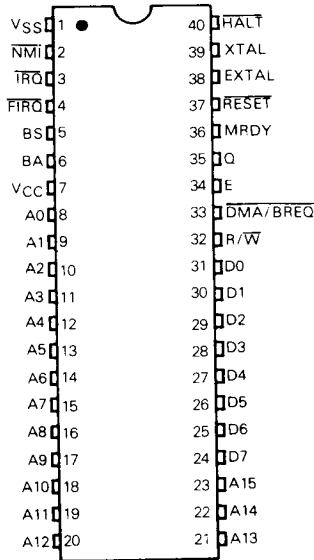 VSS 1 40 HALT
NMI 2 39 XTAL
IRQ 3 38 EXTAL
FIRQ 4 37 RESET
BS 5 36 MRDY
BA 6 35 Q
VCC 7 34 E
A0 8 33 DMA/BREQ
A1 9 32 R/W
A2 10 31 D0
A3 11 30 D1
A4 12 29 D2
A5 13 28 D3
A6 14 27 D4
A7 15 26 D5
A8 16 25 D6
A9 17 24 D7
A10 18 23 A15
A11 19 22 A14
A12 20 21 A13